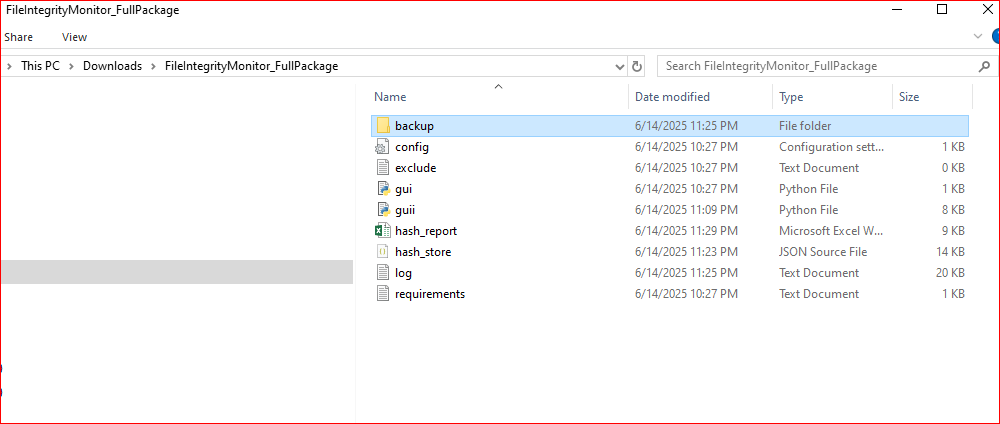 FileIntegrityMonitor_FullPackage
Share View
This PC Downloads FileIntegrityMonitor_FullPackage Search FileIntegrityMonitor_FullPackage
Name Date modified Type Size
backup 6/14/2025 11:25 PM File folder
config 6/14/2025 10:27 PM Configuration sett... 1 KB
exclude 6/14/2025 10:27 PM Text Document 0 KB
gui 6/14/2025 10:27 PM Python File 1 KB
guii 6/14/2025 11:09 PM Python File 8 KB
hash_report 6/14/2025 11:29 PM Microsoft Excel W... 9 KB
hash_store 6/14/2025 11:23 PM JSON Source File 14 KB
log 6/14/2025 11:25 PM Text Document 20 KB
requirements 6/14/2025 10:27 PM Text Document 1 KB